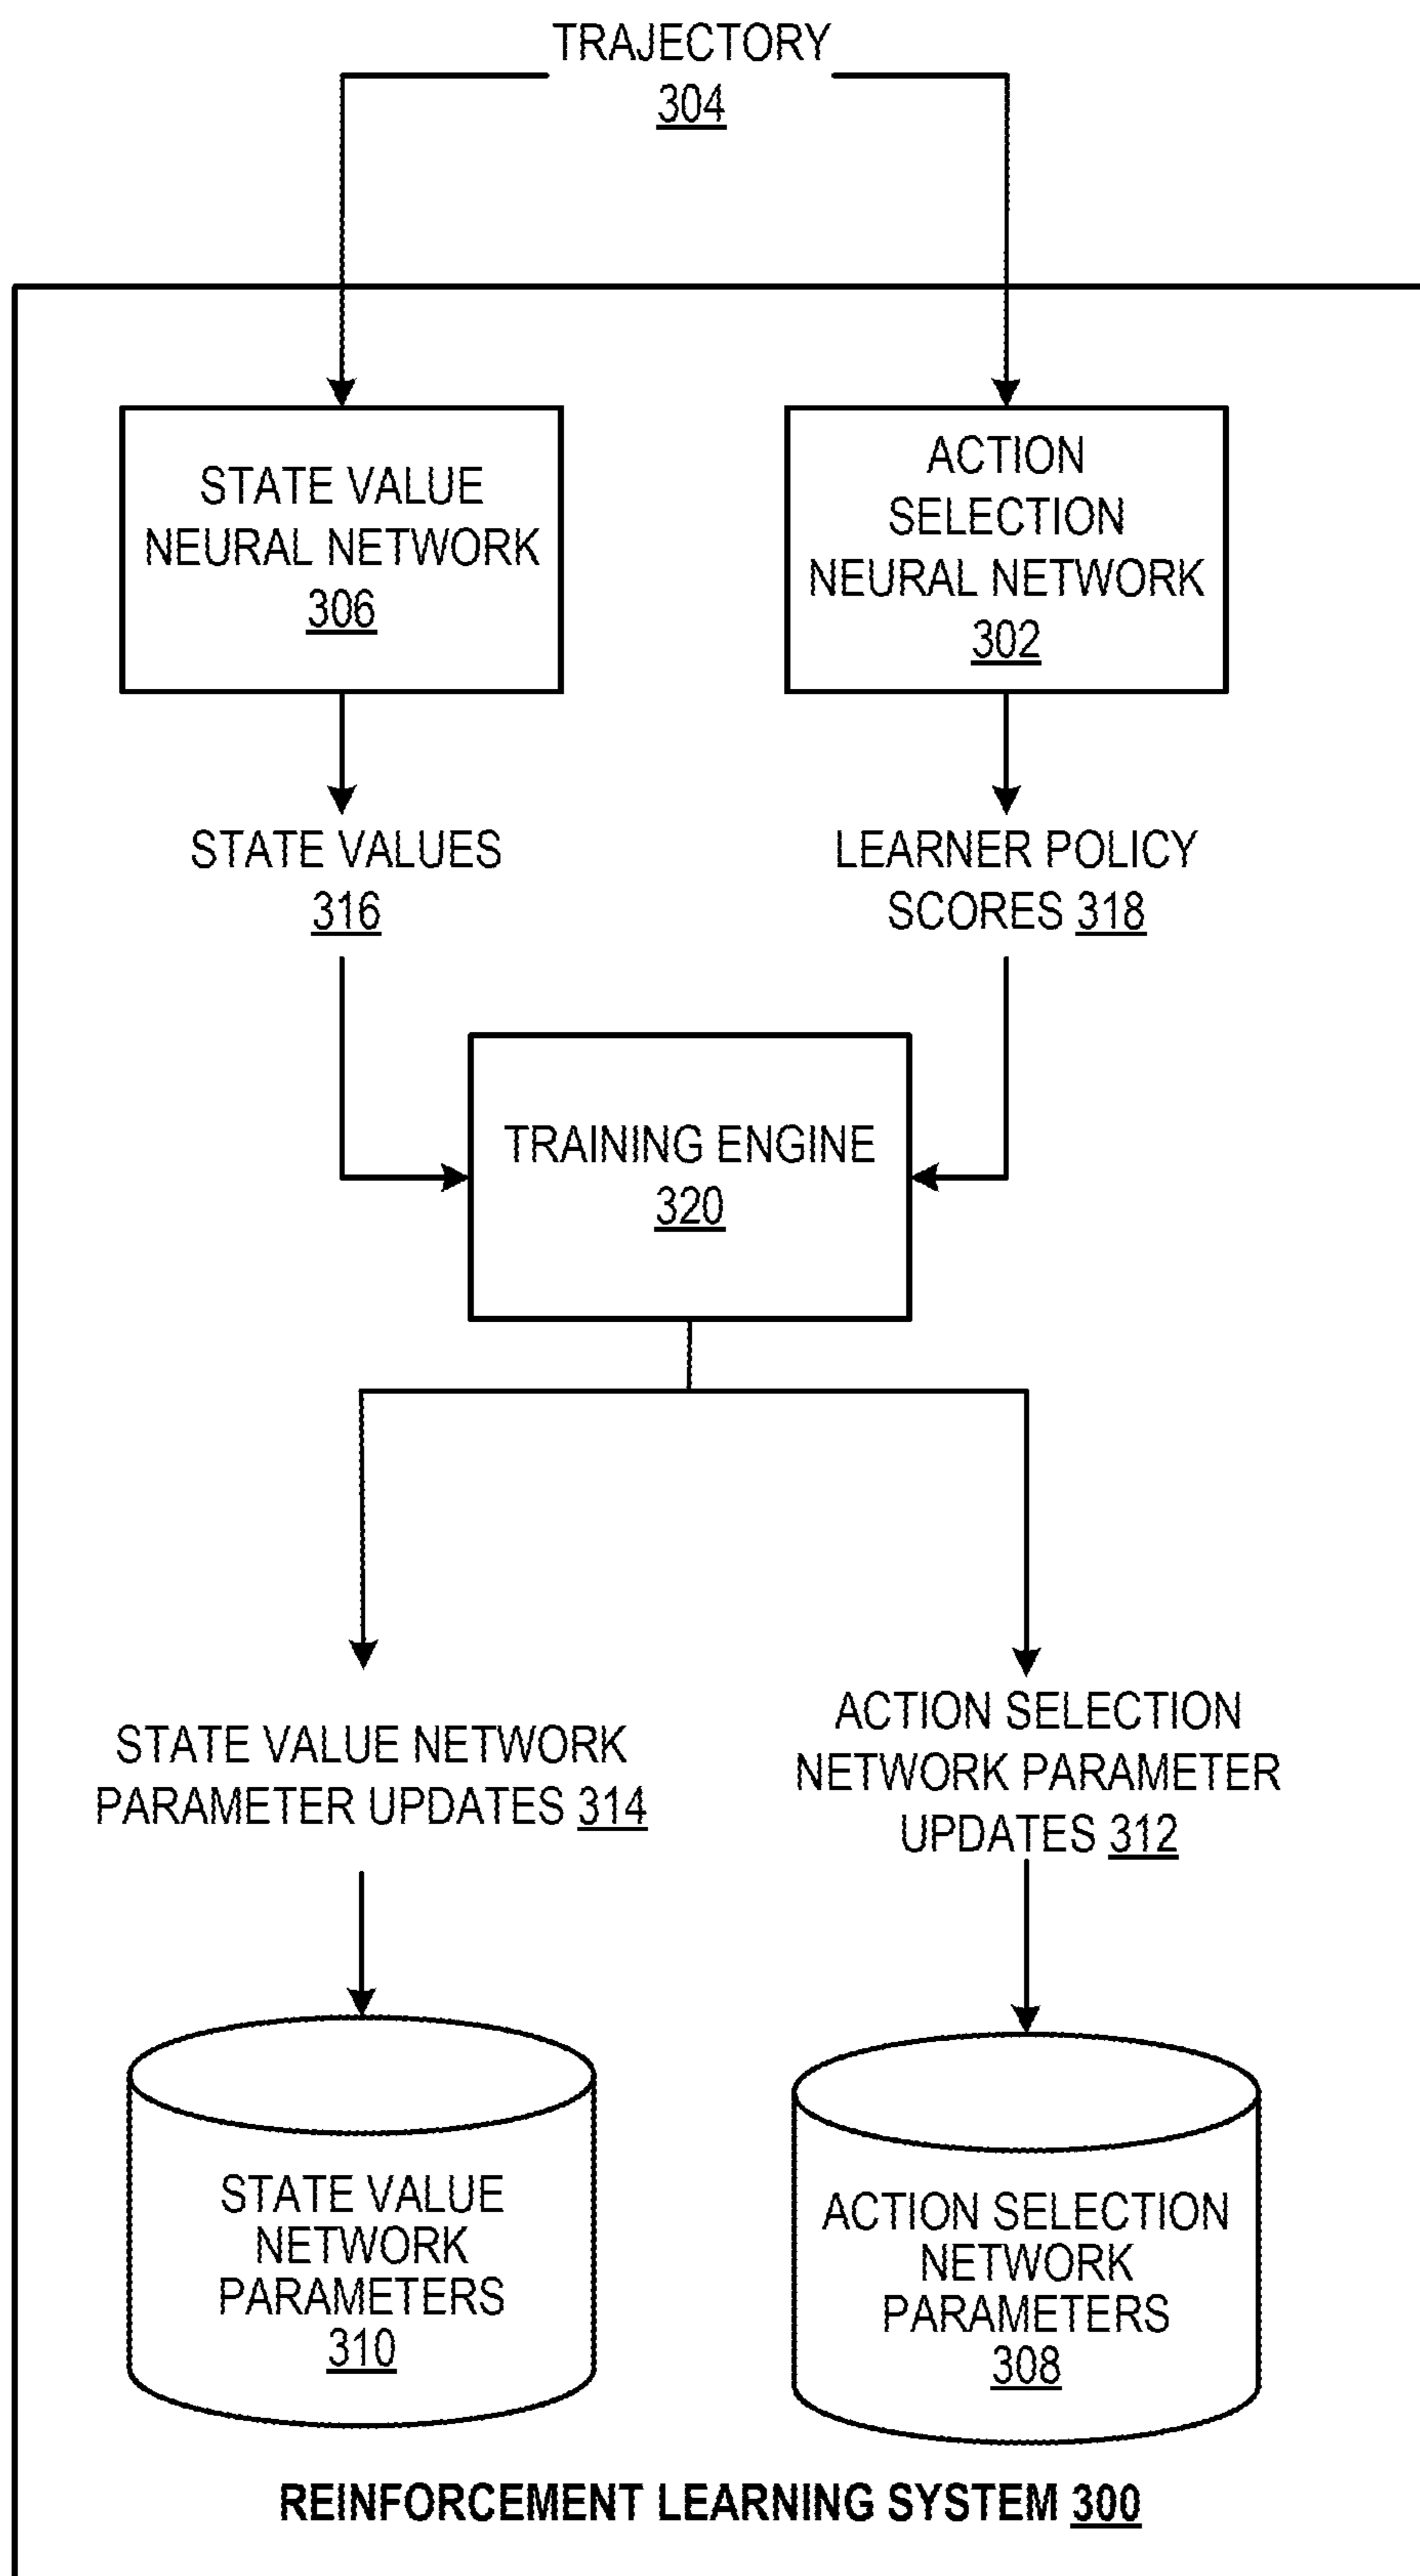 TRAJECTORY
304
STATE VALUE
NEURAL NETWORK
306
ACTION
SELECTION
NEURAL NETWORK
302
STATE VALUES
316
LEARNER POLICY
SCORES 318
TRAINING ENGINE
320
STATE VALUE NETWORK
PARAMETER UPDATES 314
ACTION SELECTION
NETWORK PARAMETER
UPDATES 312
STATE VALUE
NETWORK
PARAMETERS
310
ACTION SELECTION
NETWORK
PARAMETERS
308
REINFORCEMENT LEARNING SYSTEM 300